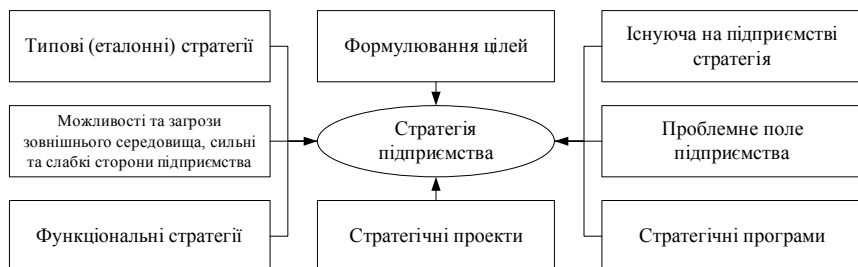 Типові (еталонні) стратегії
Формулювання цілей
Існуюча на підприємстві
стратегія
Можливості та загрози
зовнішнього середовища, сильні
та слабкі сторони підприємства
Стратегія
підприємства
Проблемне поле
підприємства
Функціональні стратегії
Стратегічні проекти
Стратегічні програми